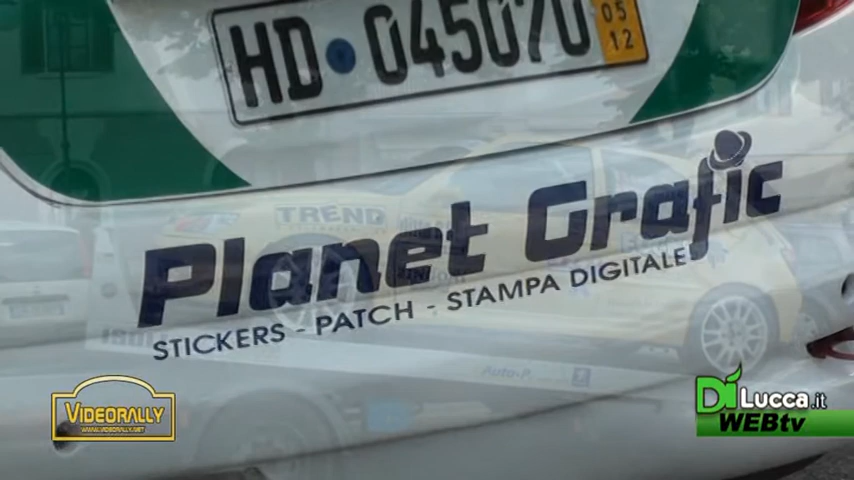 HD 045070
05
12
Planet Grafic
STICKERS - PATCH - STAMPA DIGITALE
TREND
Auto-P
VIDEORALLY
WWW.VIDEORALLY.NET
Di Lucca.it
WEBtv